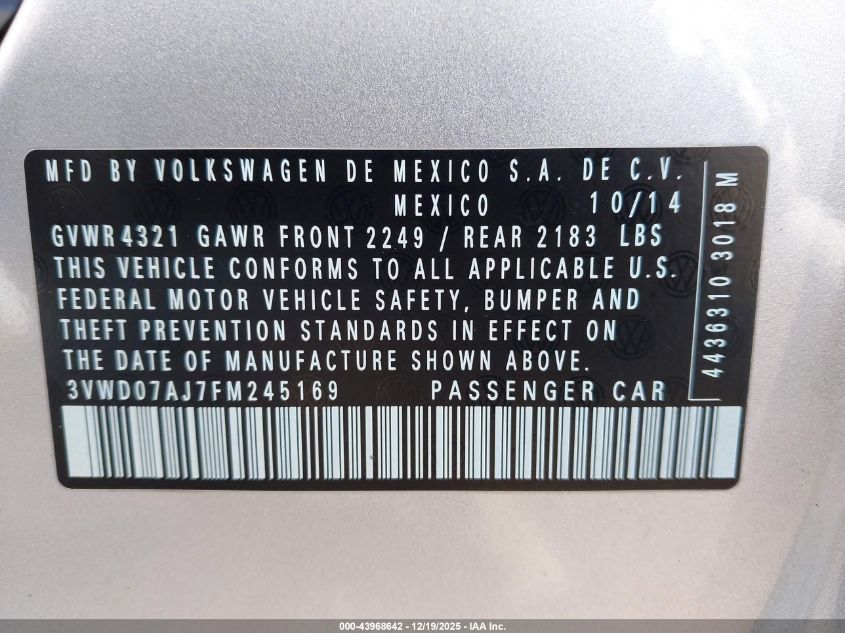 MFD BY VOLKSWAGEN DE MEXICO S.A. DE C.V.
MEXICO 10/14
GVWR 4321 GAWR FRONT 2249 / REAR 2183 LBS
THIS VEHICLE CONFORMS TO ALL APPLICABLE U.S.
FEDERAL MOTOR VEHICLE SAFETY, BUMPER AND
THEFT PREVENTION STANDARDS IN EFFECT ON
THE DATE OF MANUFACTURE SHOWN ABOVE.
3VWD07AJ7FM245169 PASSENGER CAR
4436310 3018 M
000-43968642 / 12/19/2025 - IAA Inc.